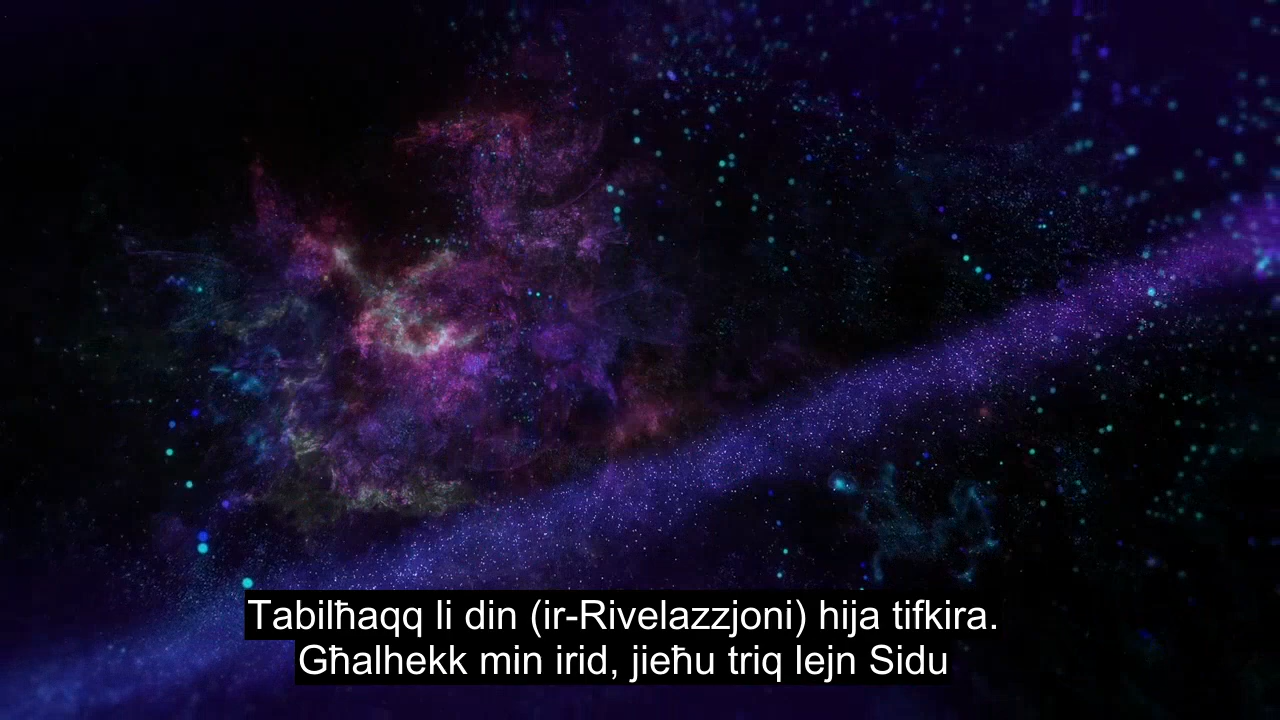 Tabilħaqq li din (ir-Rivelazzjoni) hija tifkira.
Għalhekk min irid, jieħu triq lejn Sidu